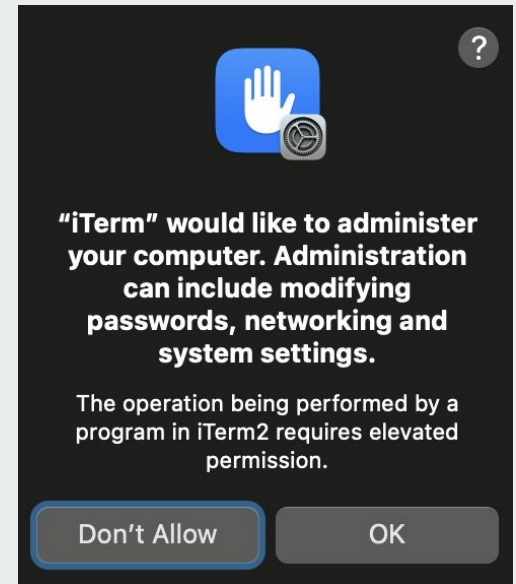 ?
“iTerm” would like to administer
your computer. Administration
can include modifying
passwords, networking and
system settings.
The operation being performed by a
program in iTerm2 requires elevated
permission.
Don’t Allow
OK